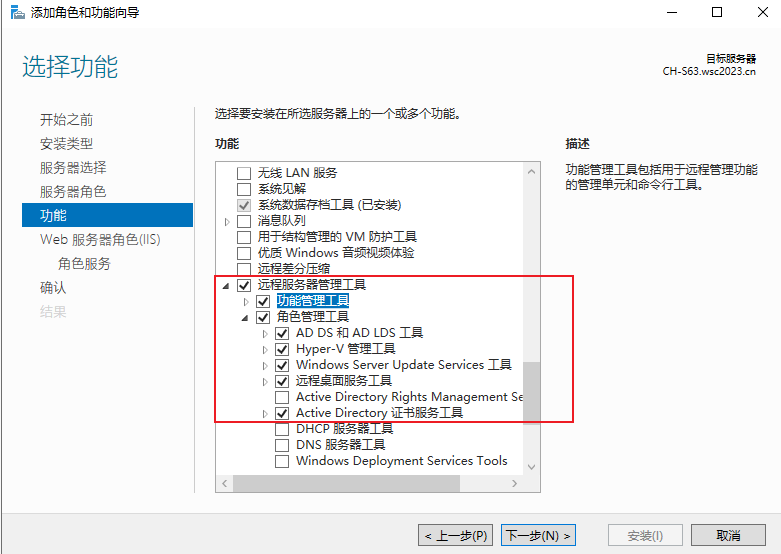 添加角色和功能向导
选择功能
目标服务器
CH-S63.wsc2023.cn
开始之前
安装类型
服务器选择
服务器角色
功能
Web 服务器角色(IIS)
角色服务
确认
结果
选择要安装在所选服务器上的一个或多个功能。
功能
无线 LAN 服务
系统见解
系统数据存档工具 (已安装)
消息队列
用于结构管理的 VM 防护工具
优质 Windows 音频视频体验
远程差分压缩
远程服务器管理工具
功能管理工具
角色管理工具
AD DS 和 AD LDS 工具
Hyper-V 管理工具
Windows Server Update Services 工具
远程桌面服务工具
Active Directory Rights Management Se
Active Directory 证书服务工具
DHCP 服务器工具
DNS 服务器工具
Windows Deployment Services Tools
描述
功能管理工具包括用于远程管理功能
的管理单元和命令行工具。
< 上一步(P)
下一步(N) >
安装(I)
取消